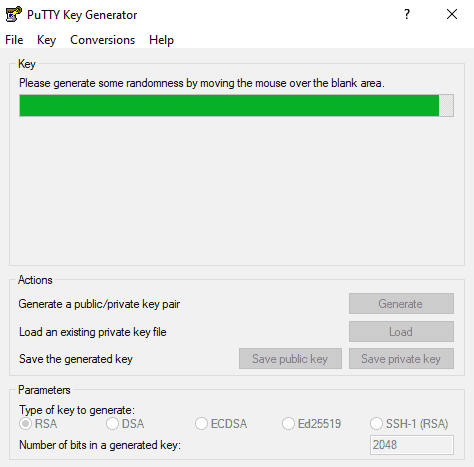 PuTTY Key Generator ?
File Key Conversions Help
Key
Please generate some randomness by moving the mouse over the blank area.
Actions
Generate a public/private key pair Generate
Load an existing private key file Load
Save the generated key Save public key Save private key
Parameters
Type of key to generate:
RSA DSA ECDSA Ed25519 SSH-1 (RSA)
Number of bits in a generated key: 2048